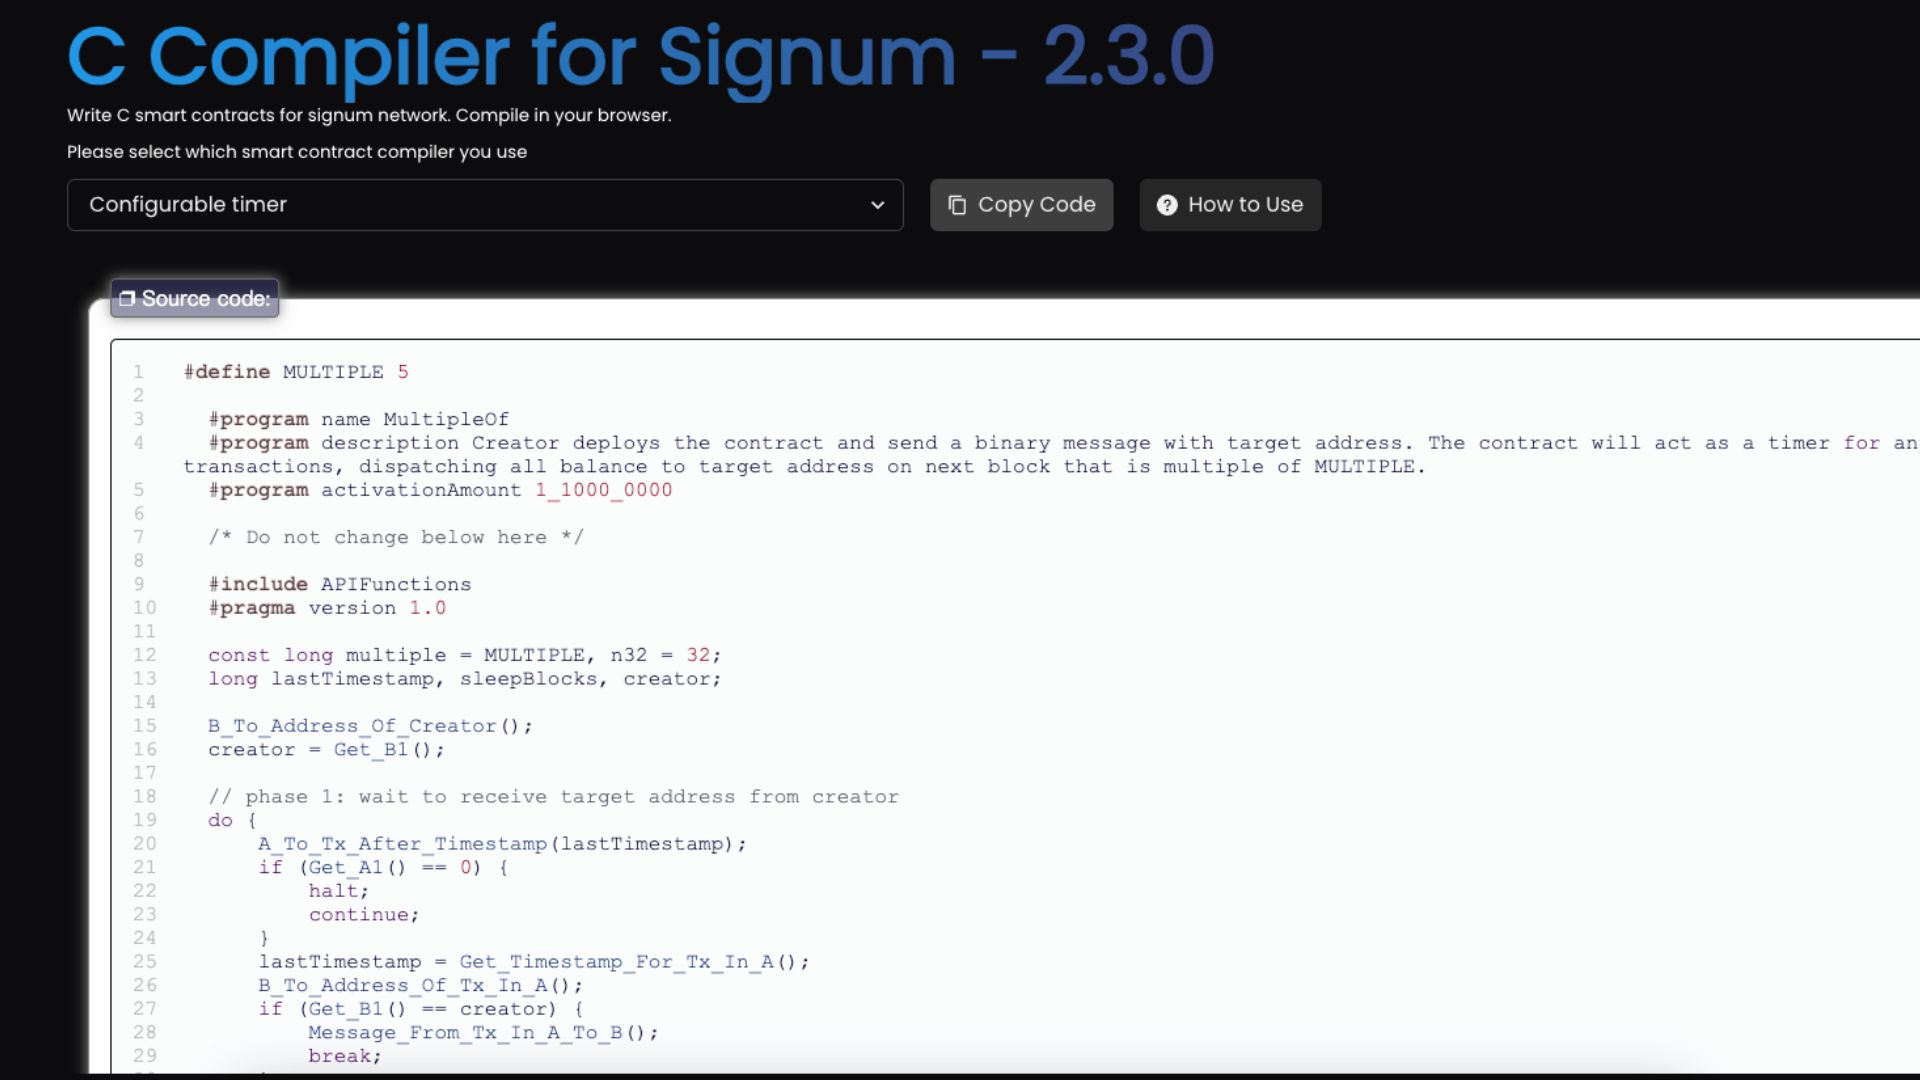 C Compiler for Signum - 2.3.0
Write C smart contracts for signum network. Compile in your browser.
Please select which smart contract compiler you use
Configurable timer
Copy Code
? How to Use
Source code:
1 #define MULTIPLE 5
2
3 #program name MultipleOf
4 #program description Creator deploys the contract and send a binary message with target address. The contract will act as a timer for
transactions, dispatching all balance to target address on next block that is multiple of MULTIPLE.
5 #program activationAmount 1_1000_0000
6
7 /* Do not change below here */
8
9 #include APIFunctions
10 #pragma version 1.0
11
12 const long multiple = MULTIPLE, n32 = 32;
13 long lastTimestamp, sleepBlocks, creator;
14
15 B_To_Address_Of_Creator();
16 creator = Get_B1();
17
18 // phase 1: wait to receive target address from creator
19 do {
20 A_To_Tx_After_Timestamp(lastTimestamp);
21 if (Get_A1() == 0) {
22 halt;
23 continue;
24 }
25 lastTimestamp = Get_Timestamp_For_Tx_In_A();
26 B_To_Address_Of_Tx_In_A();
27 if (Get_B1() == creator) {
28 Message_From_Tx_In_A_To_B();
29 break;